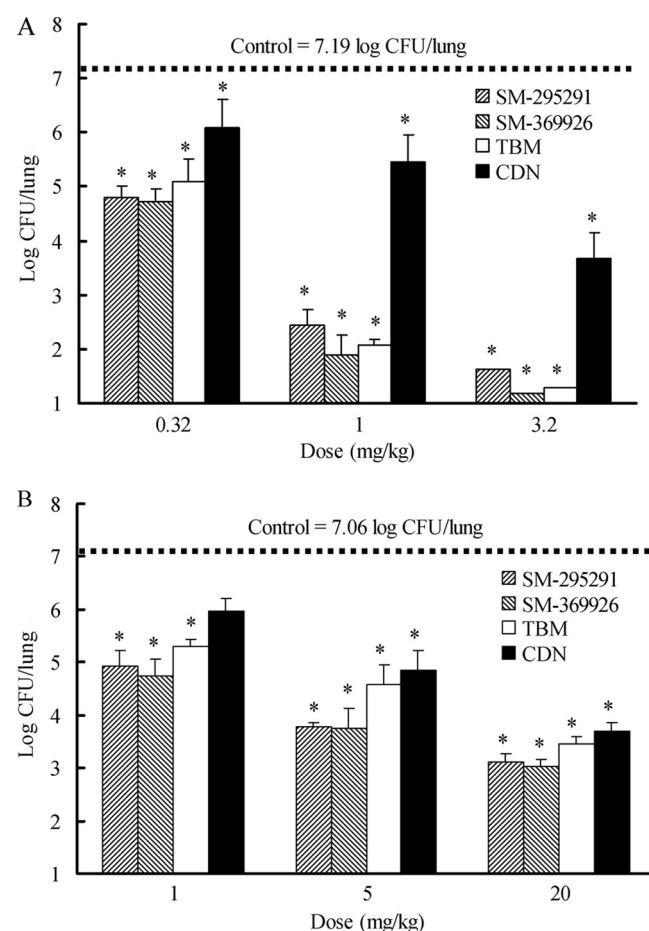 A
8
Control = 7.19 log CFU/lung
7
SM-295291
* SM-369926
* TBM
6
CDN
* * *
5
*
4
Log CFU/lung
3
* * *
2
* * *
1
0.32 1 3.2
Dose (mg/kg)
B
8
Control = 7.06 log CFU/lung
7
SM-295291
SM-369926
6
TBM
* * *
CDN
5
* *
4
* *
* * * *
Log CFU/lung
3
2
1
1 5 20
Dose (mg/kg)